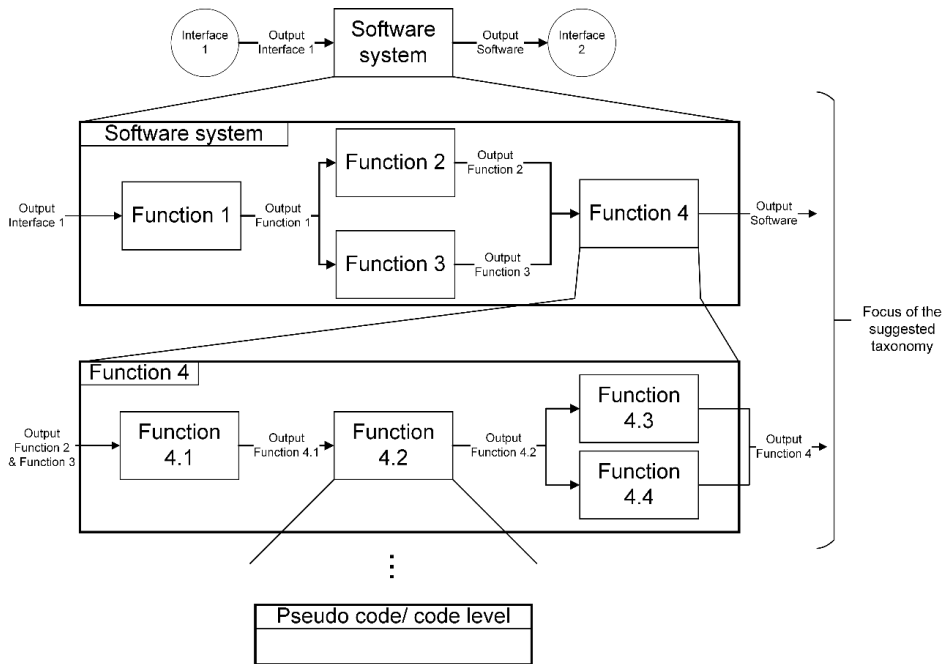 Interface
1
Output
Interface 1
Software
system
Output
Software
Interface
2
Software system
Output
Interface 1
Function 1
Output
Function 1
Function 2
Output
Function 2
Function 3
Output
Function 3
Function 4
Output
Software
Focus of the
suggested
taxonomy
Function 4
Output
Function 2
& Function 3
Function
4.1
Output
Function 4.1
Function
4.2
Output
Function 4.2
Function
4.3
Function
4.4
Output
Function 4
⋮
Pseudo code/ code level